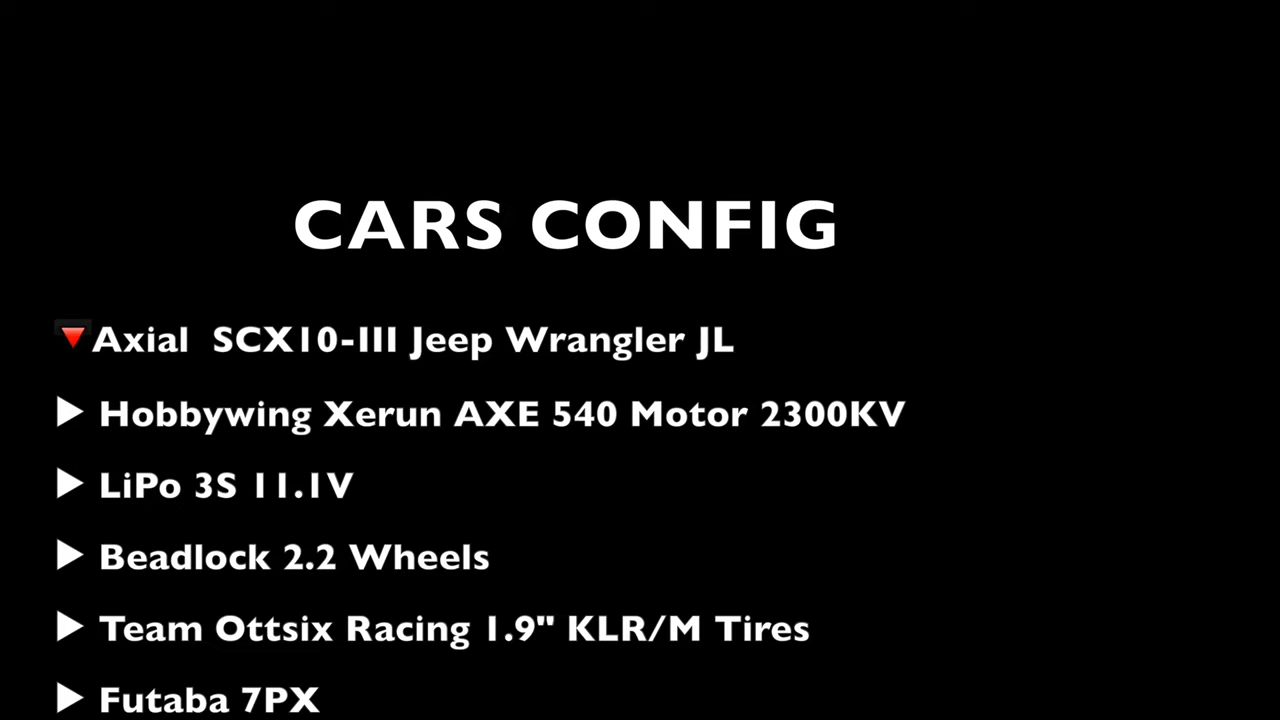 CARS CONFIG
🔻Axial SCX10-III Jeep Wrangler JL
▶ Hobbywing Xerun AXE 540 Motor 2300KV
▶ LiPo 3S 11.1V
▶ Beadlock 2.2 Wheels
▶ Team Ottsix Racing 1.9" KLR/M Tires
▶ Futaba 7PX